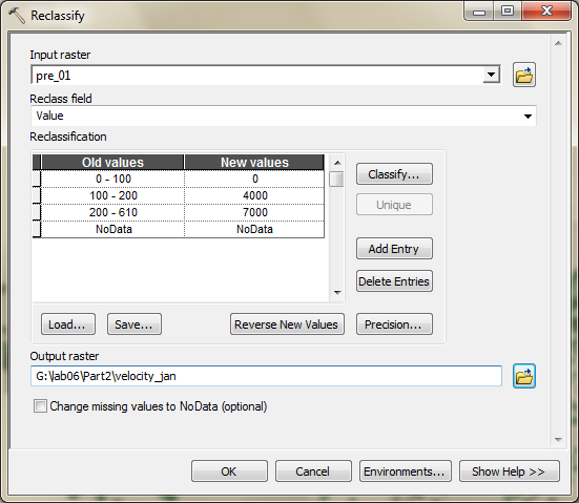 Reclassify
Input raster
pre_01
Reclass field
Value
Reclassification
Old values New values
0 - 100 0
100 - 200 4000
200 - 610 7000
NoData NoData
Classify...
Unique
Add Entry
Delete Entries
Load... Save... Reverse New Values Precision...
Output raster
G:\lab06\Part2\velocity_jan
Change missing values to NoData (optional)
OK Cancel Environments... Show Help >>